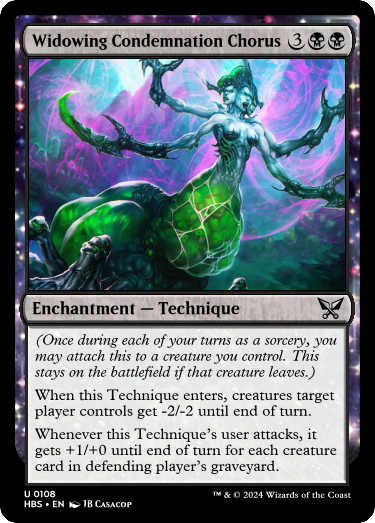 Widowing Condemnation Chorus 3
Enchantment — Technique
(Once during each of your turns as a sorcery, you
may attach this to a creature you control. This
stays on the battlefield if that creature leaves.)
When this Technique enters, creatures target
player controls get -2/-2 until end of turn.
Whenever this Technique's user attacks, it
gets +1/+0 until end of turn for each creature
card in defending player's graveyard.
U 0108
HBS • EN JB Casacop
™ & © 2024 Wizards of the Coast